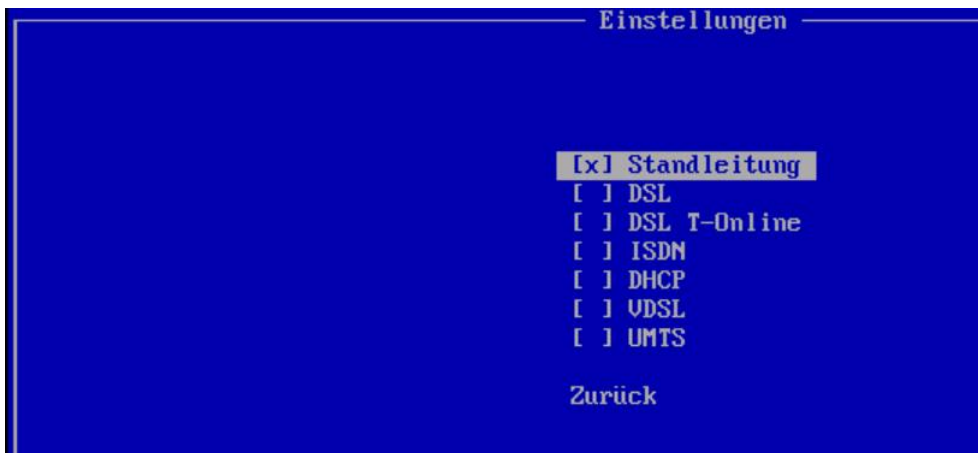 Einstellungen
[x] Standleitung
[ ] DSL
[ ] DSL T-Online
[ ] ISDN
[ ] DHCP
[ ] VDSL
[ ] UMTS
Zurück